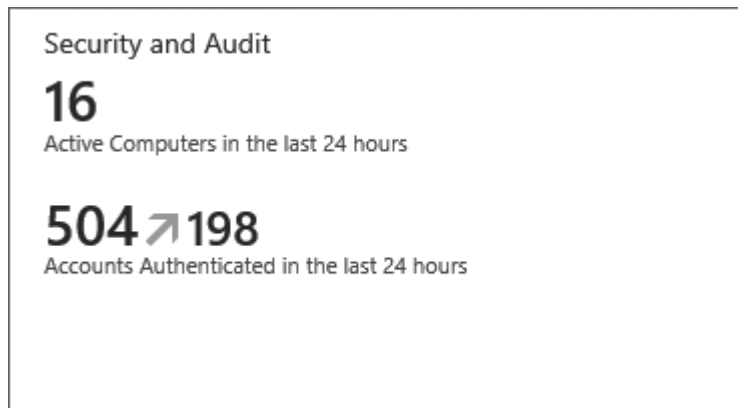 Security and Audit
16
Active Computers in the last 24 hours
504 198
Accounts Authenticated in the last 24 hours